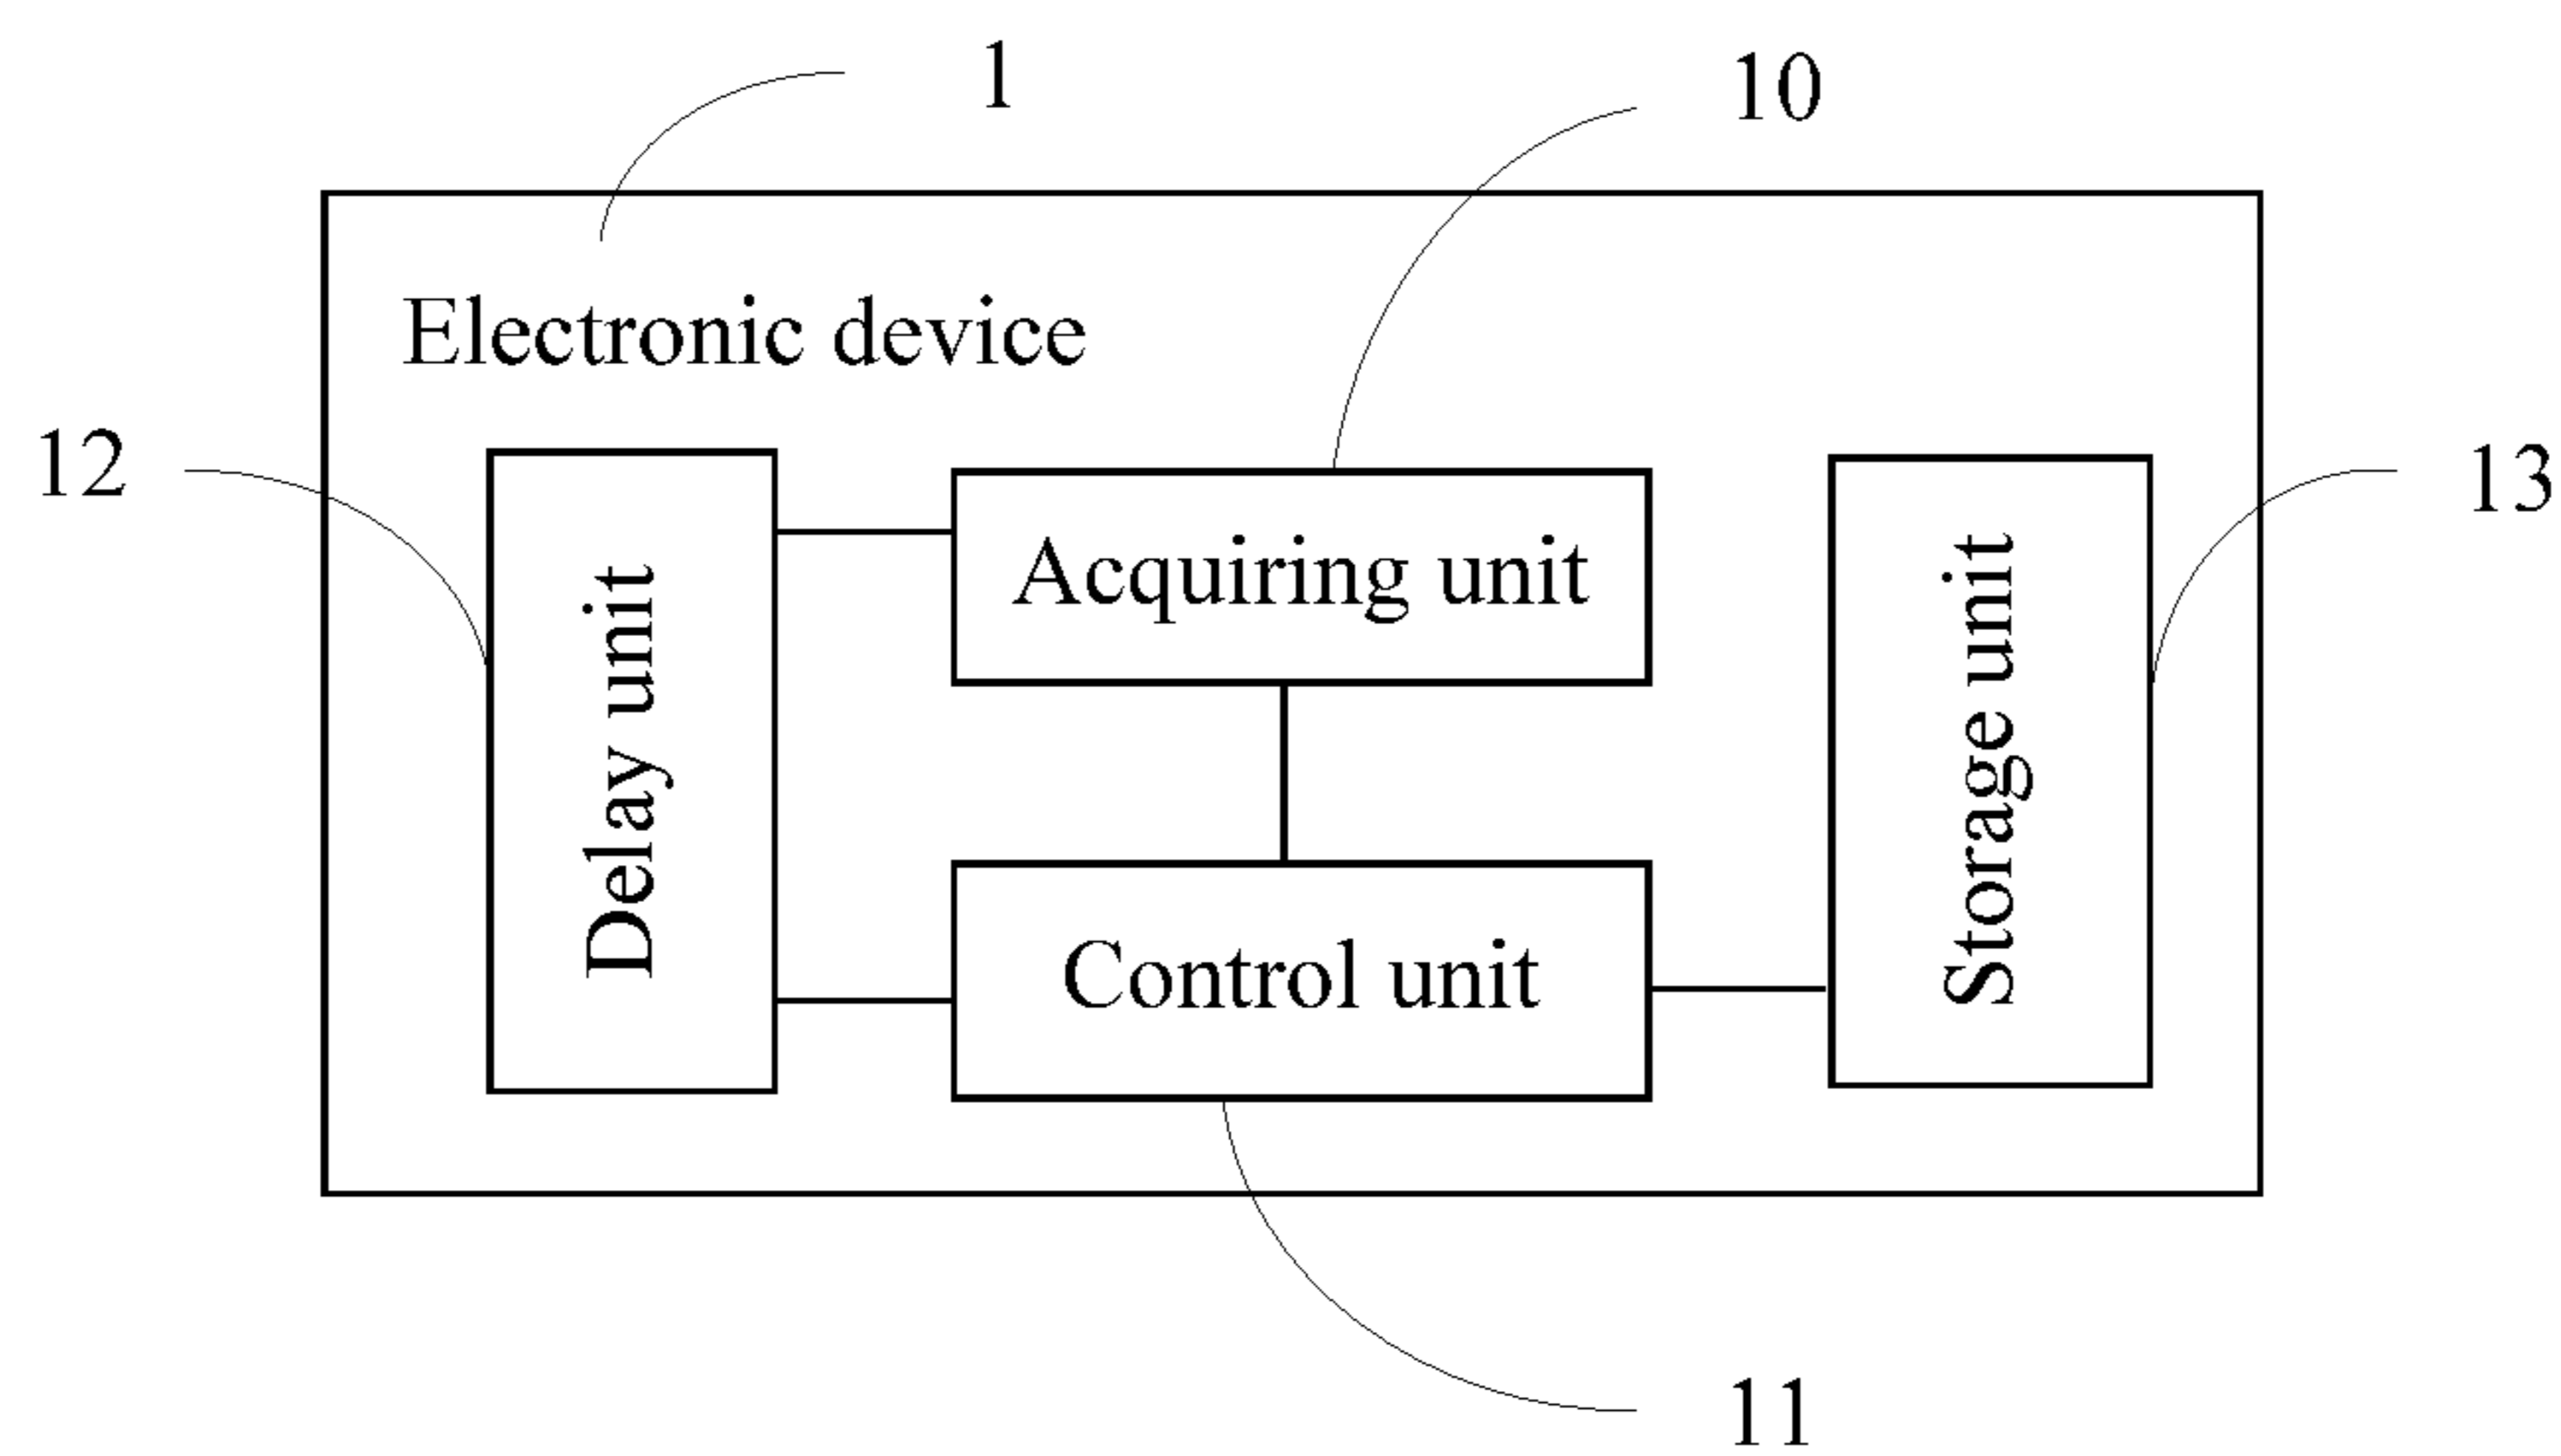 1
10
Electronic device
12
13
Delay unit
Acquiring unit
Storage unit
Control unit
11